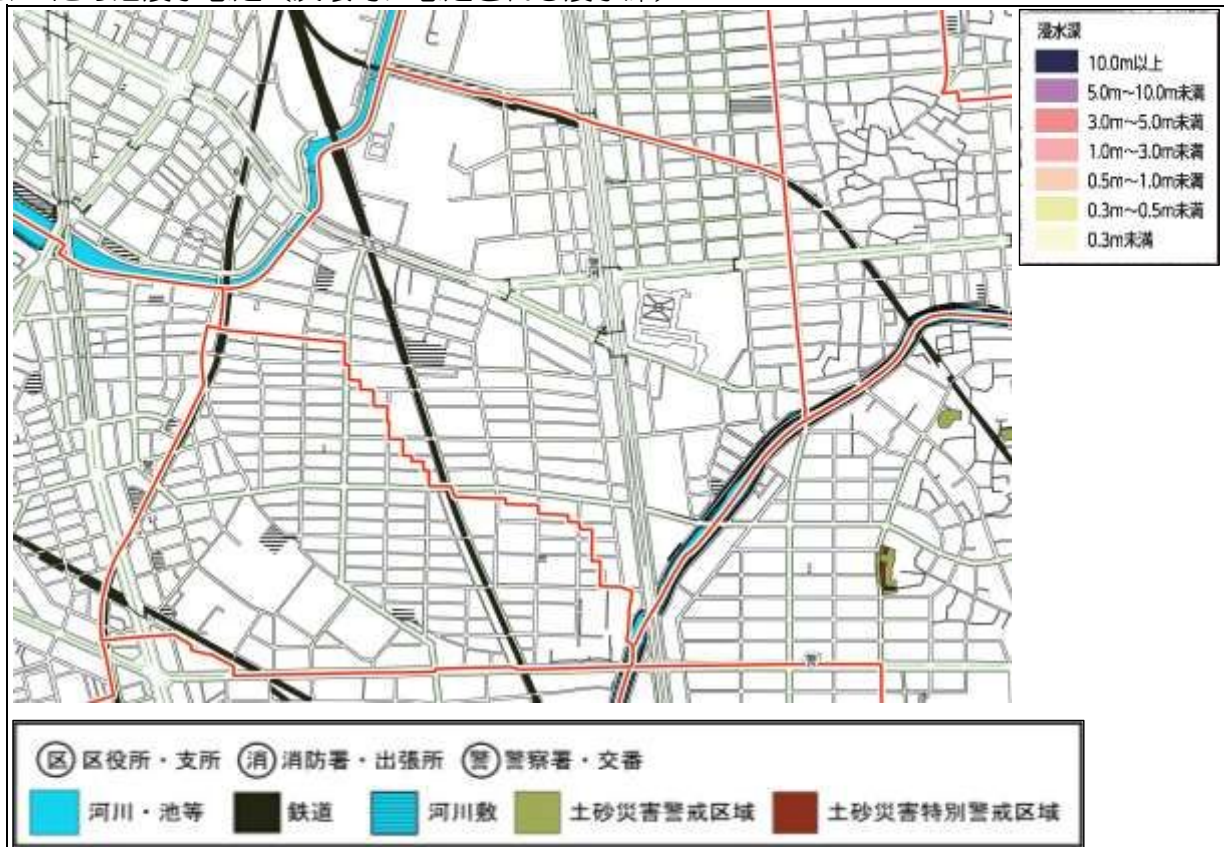 浸水深
10.0m以上
5.0m～10.0m未満
3.0m～5.0m未満
1.0m～3.0m未満
0.5m～1.0m未満
0.3m～0.5m未満
0.3m未満
区 区役所・支所 消 消防署・出張所 警 警察署・交番
河川・池等 鉄道 河川敷 土砂災害警戒区域 土砂災害特別警戒区域